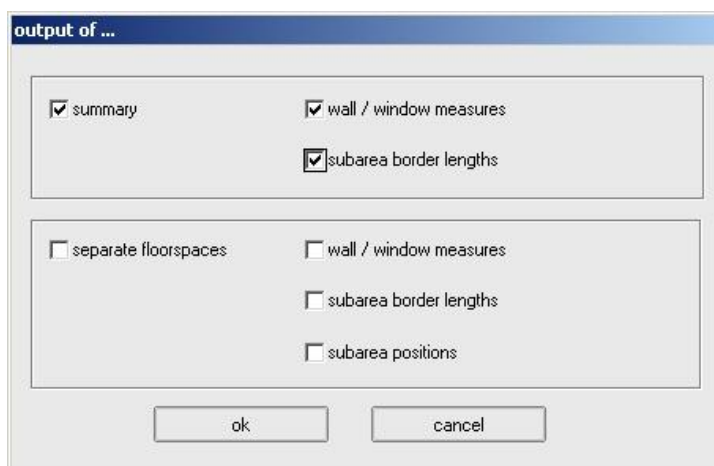 output of ...
summary
wall / window measures
subarea border lengths
separate floorspaces
wall / window measures
subarea border lengths
subarea positions
ok
cancel